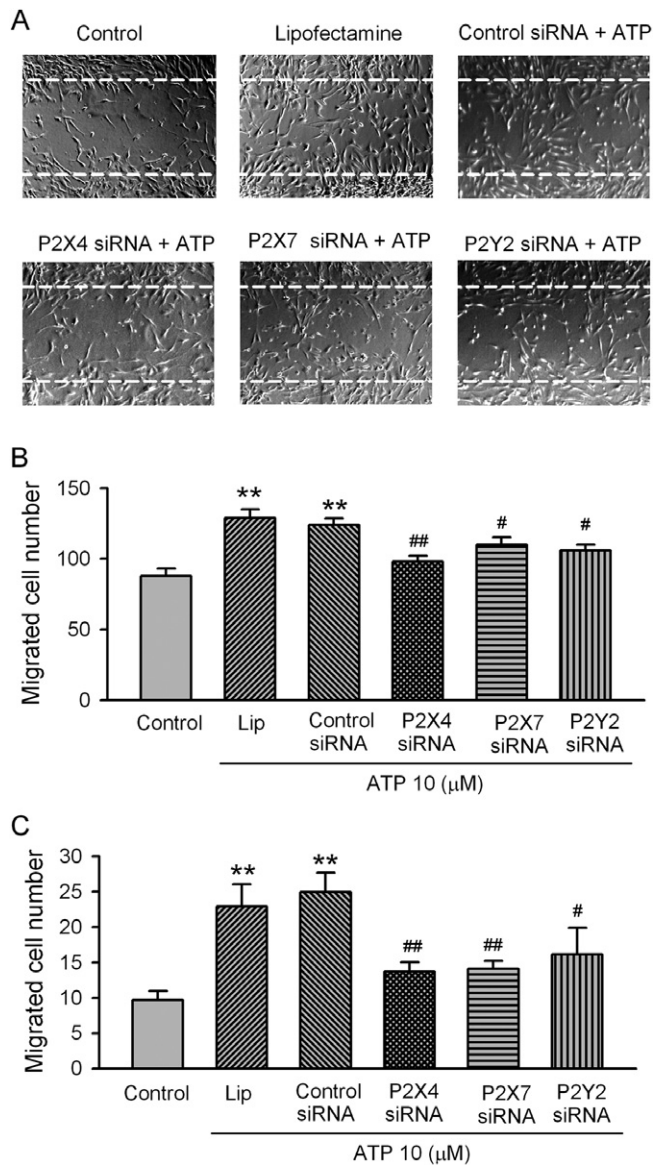 A
Control Lipofectamine Control siRNA + ATP
P2X4 siRNA + ATP P2X7 siRNA + ATP P2Y2 siRNA + ATP
B
Migrated cell number
150
100
50
0
** ** ## # #
Control Lip Control siRNA P2X4 siRNA P2X7 siRNA P2Y2 siRNA
ATP 10 (μM)
C
Migrated cell number
30
25
20
15
10
5
0
** ** ## ## #
Control Lip Control siRNA P2X4 siRNA P2X7 siRNA P2Y2 siRNA
ATP 10 (μM)